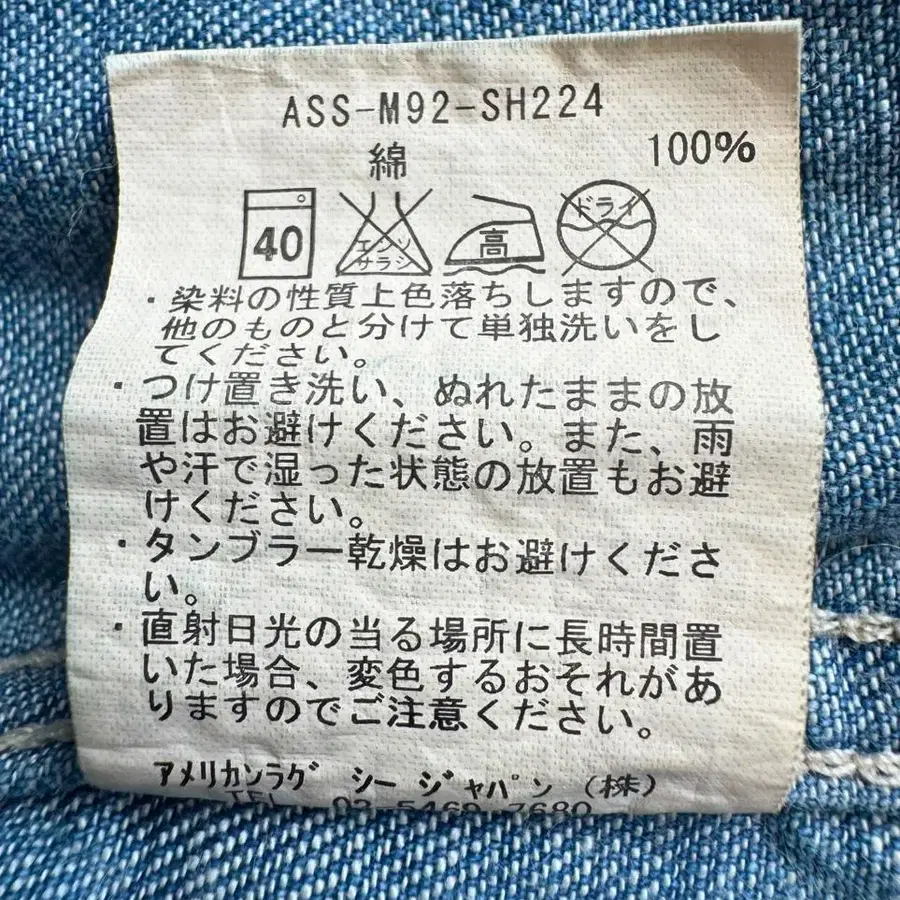 ASS-M92-SH224
綿 100%
40 エンソ サラシ 高 ドライ
・染料の性質上色落ちしますので、
他のものと分けて単独洗いをし
てください。
・つけ置き洗い、ぬれたままの放
置はお避けください。また、雨
や汗で湿った状態の放置もお避
けください。
・タンブラー乾燥はお避けくださ
い。
・直射日光の当る場所に長時間置
いた場合、変色するおそれがあ
りますのでご注意ください。
アメリカンラグ シー ジャパン(株)
TEL 03-5469-7680